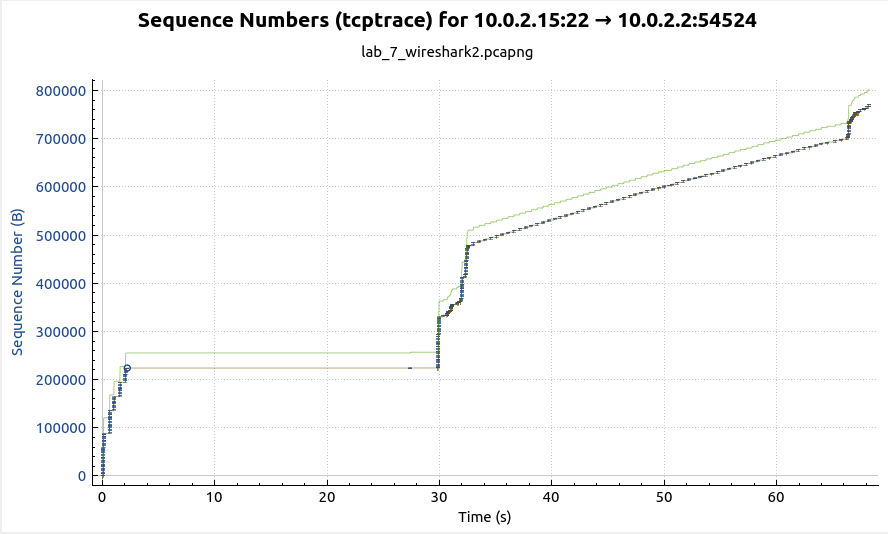 Sequence Numbers (tcptrace) for 10.0.2.15:22 → 10.0.2.2:54524
lab_7_wireshark2.pcapng
800000
700000
600000
500000
400000
300000
200000
100000
0
Sequence Number (B)
0 10 20 30 40 50 60
Time (s)